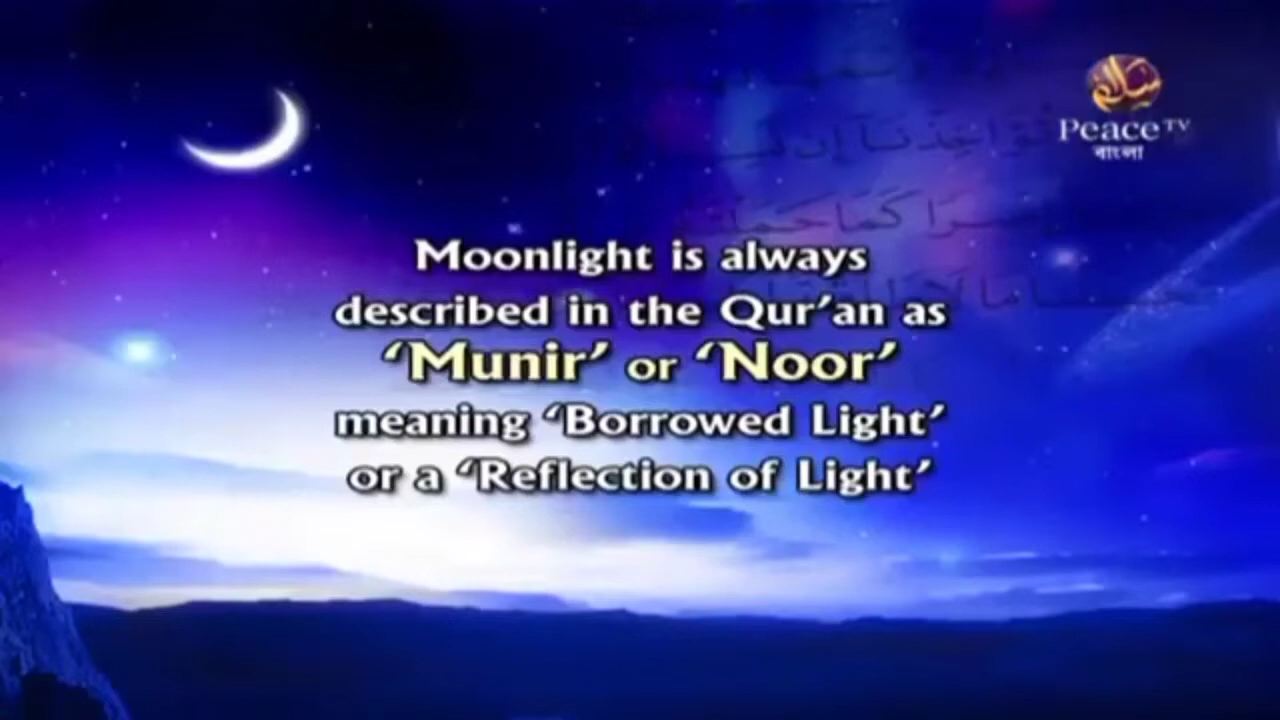 سلام
Peace TV
বাংলা
Moonlight is always
described in the Qur’an as
‘Munir’ or ‘Noor’
meaning ‘Borrowed Light’
or a ‘Reflection of Light’